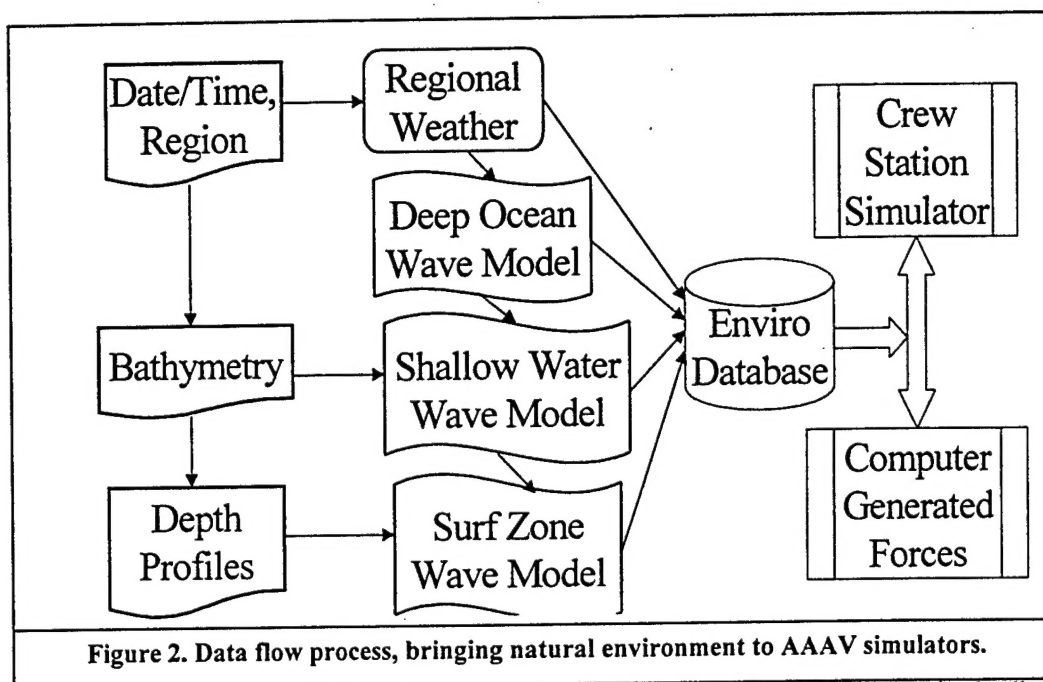 Date/Time,
Region
Regional
Weather
Deep Ocean
Wave Model
Bathymetry
Shallow Water
Wave Model
Depth
Profiles
Surf Zone
Wave Model
Enviro
Database
Crew
Station
Simulator
Computer
Generated
Forces
Figure 2. Data flow process, bringing natural environment to AAAV simulators.